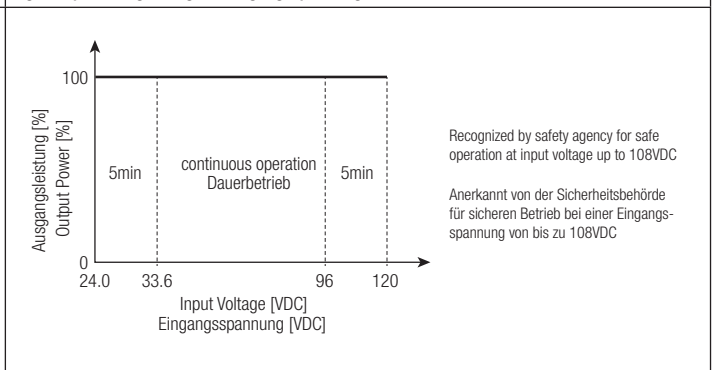 100
Ausgangsleistung [%]
Output Power [%]
5min
continuous operation
Dauerbetrieb
5min
0
24.0 33.6 96 120
Input Voltage [VDC]
Eingangsspannung [VDC]
Recognized by safety agency for safe
operation at input voltage up to 108VDC
Anerkannt von der Sicherheitsbehörde
für sicheren Betrieb bei einer Eingangs-
spannung von bis zu 108VDC